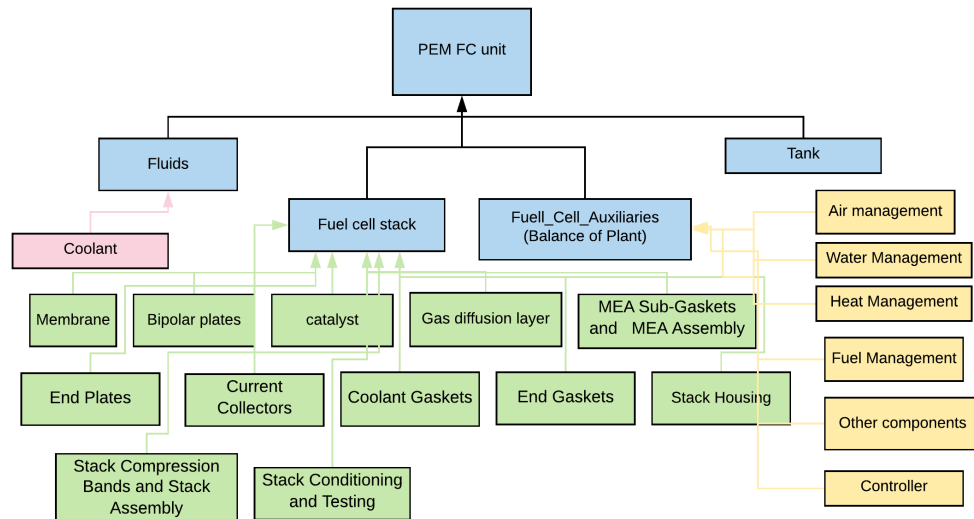 PEM FC unit
Fluids
Tank
Fuel cell stack
Fuell_Cell_Auxiliaries
(Balance of Plant)
Air management
Coolant
Water Management
Heat Management
Membrane
Bipolar plates
catalyst
Gas diffusion layer
MEA Sub-Gaskets
and MEA Assembly
Fuel Management
End Plates
Current
Collectors
Coolant Gaskets
End Gaskets
Stack Housing
Other components
Stack Compression
Bands and Stack
Assembly
Stack Conditioning
and Testing
Controller